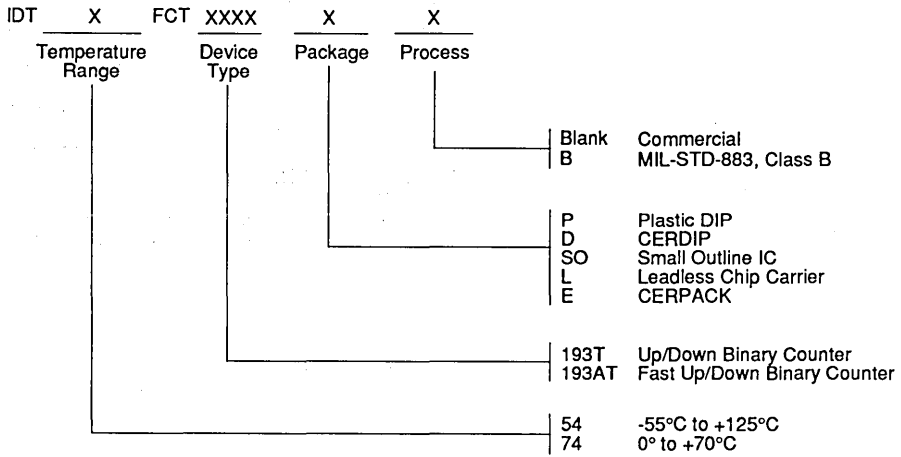 IDT X FCT XXXX X X
Temperature Range Device Type Package Process
Blank Commercial
B MIL-STD-883, Class B
P Plastic DIP
D CERDIP
SO Small Outline IC
L Leadless Chip Carrier
E CERPACK
193T Up/Down Binary Counter
193AT Fast Up/Down Binary Counter
54 -55°C to +125°C
74 0° to +70°C